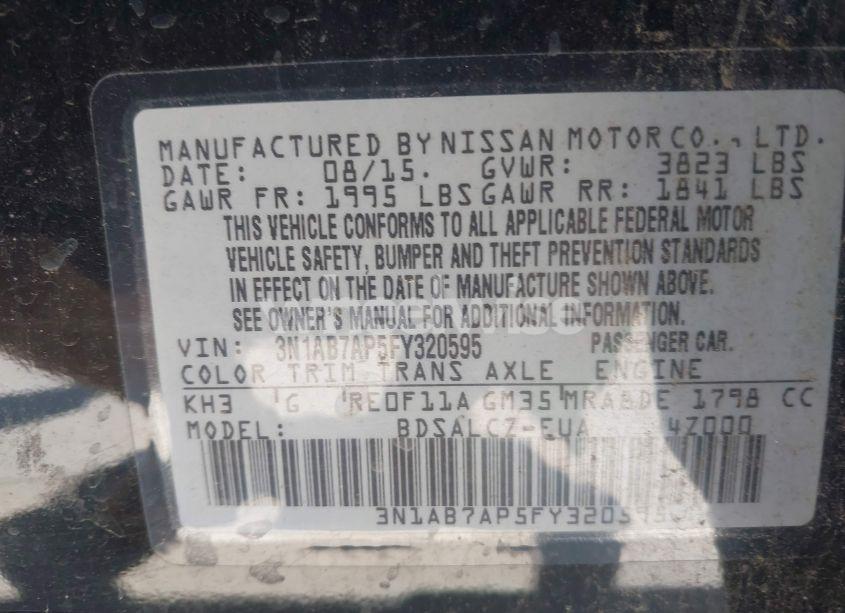 MANUFACTURED BY NISSAN MOTOR CO., LTD.
DATE: 08/15. GVWR: 3823 LBS
GAWR FR: 1995 LBS GAWR RR: 1841 LBS
THIS VEHICLE CONFORMS TO ALL APPLICABLE FEDERAL MOTOR
VEHICLE SAFETY, BUMPER AND THEFT PREVENTION STANDARDS
IN EFFECT ON THE DATE OF MANUFACTURE SHOWN ABOVE.
SEE OWNER'S MANUAL FOR ADDITIONAL INFORMATION.
VIN: 3N1AB7AP5FY320595 PASSENGER CAR.
COLOR TRIM TRANS AXLE ENGINE
KH3 G RE0F11A GM35 MRA8DE 1798 CC
MODEL: BDSALCZ-EUA 4Z000
3N1AB7AP5FY320595